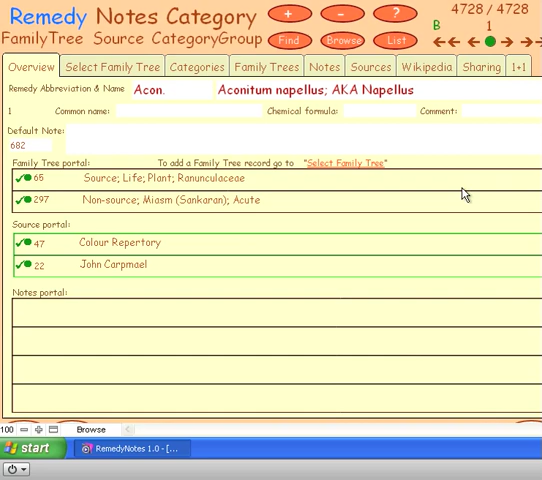 Remedy Notes Category
4728 / 4728
+ - ?
B 1
FamilyTree Source CategoryGroup
Find Browse List
Overview Select Family Tree Categories Family Trees Notes Sources Wikipedia Sharing 1+1
Remedy Abbreviation & Name Acon. Aconitum napellus; AKA Napellus
1 Common name: Chemical formula: Comment:
Default Note:
682
Family Tree portal: To add a Family Tree record go to "Select Family Tree"
65 Source; Life; Plant; Ranunculaceae
297 Non-source; Miasm (Sankaran); Acute
Source portal:
47 Colour Repertory
22 John Carpmael
Notes portal:
100 Browse
start RemedyNotes 1.0 - [...